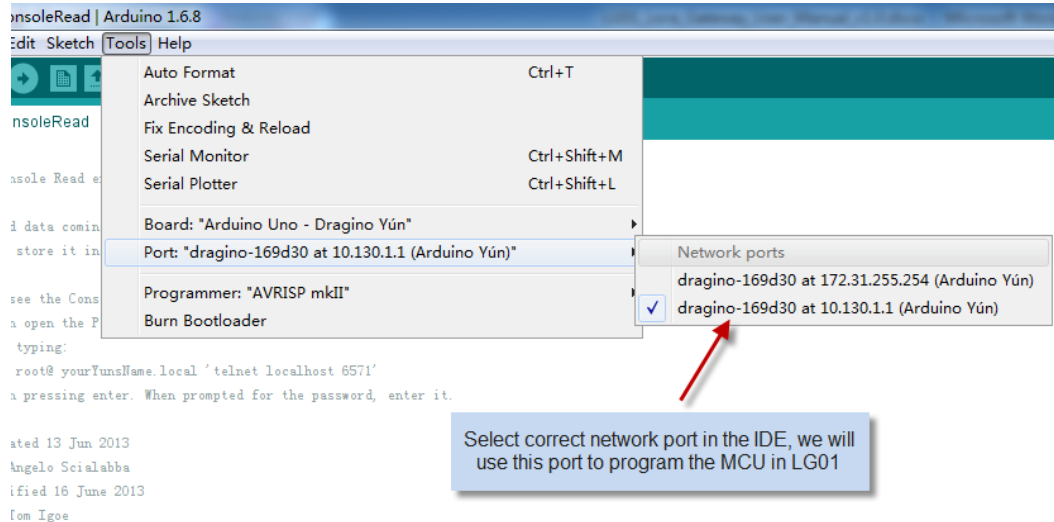 onsoleRead | Arduino 1.6.8
Edit Sketch Tools Help
Auto Format Ctrl+T
Archive Sketch
Fix Encoding & Reload
Serial Monitor Ctrl+Shift+M
Serial Plotter Ctrl+Shift+L
Board: "Arduino Uno - Dragino Yún"
Port: "dragino-169d30 at 10.130.1.1 (Arduino Yún)"
Programmer: "AVRISP mkII"
Burn Bootloader
Network ports
dragino-169d30 at 172.31.255.254 (Arduino Yún)
dragino-169d30 at 10.130.1.1 (Arduino Yún)
nsoleRead
nsole Read e
d data comin
store it in
see the Cons
n open the P
typing:
root@ yourYunsName.local 'telnet localhost 6571'
n pressing enter. When prompted for the password, enter it.
ated 13 Jun 2013
Angelo Scialabba
ified 16 June 2013
Tom Igoe
Select correct network port in the IDE, we will
use this port to program the MCU in LG01